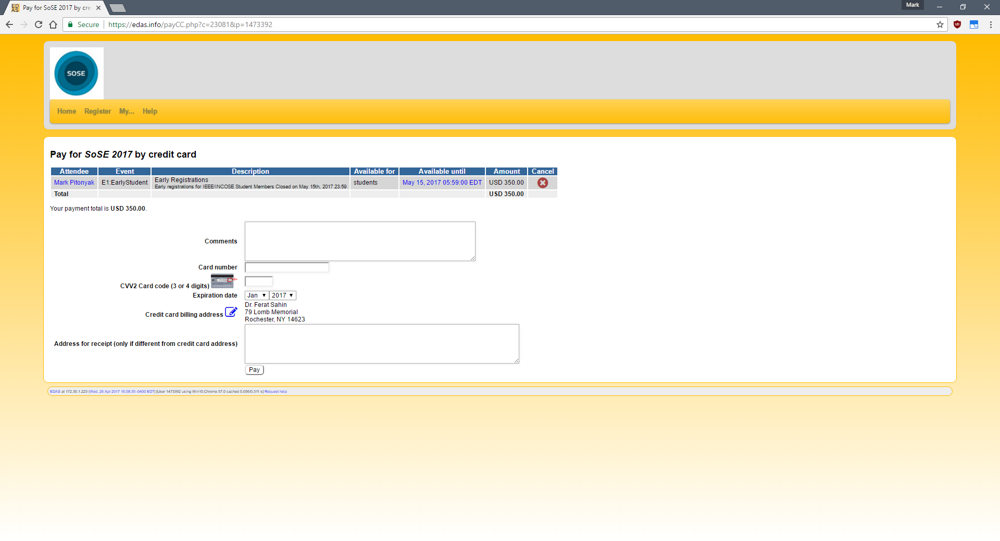 ED
AS
Pay for SoSE 2017 by cre
Mark
Secure
https://edas.info/payCC.php?c=23081&p=1473392
SOSE
Home Register My... Help
Pay for SoSE 2017 by credit card
Attendee Event Description Available for Available until Amount Cancel
Mark Pitonyak E1:EarlyStudent Early Registrations students May 15, 2017 05:59:00 EDT USD 350.00
Early registrations for IEEE/INCOSE Student Members Closed on May 15th, 2017 23:59
Total USD 350.00
Your payment total is USD 350.00.
Comments
Card number
CVV2 Card code (3 or 4 digits)
Expiration date Jan 2017
Credit card billing address
Dr. Ferat Sahin
79 Lomb Memorial
Rochester, NY 14623
Address for receipt (only if different from credit card address)
Pay
EDAS at 172.30.1.223 (Wed, 26 Apr 2017 16:58:35 -0400 EDT) [User 1473392 using Win10:Chrome 57.0 cached 0.056/0.311 s] Request help